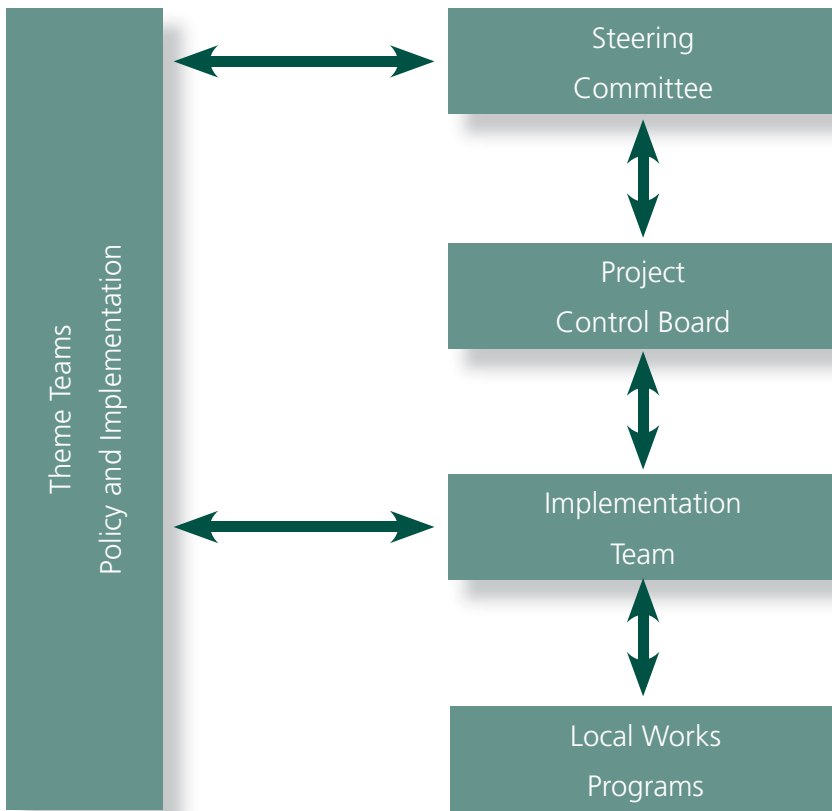 Theme Teams
Policy and Implementation
Steering
Committee
Project
Control Board
Implementation
Team
Local Works
Programs